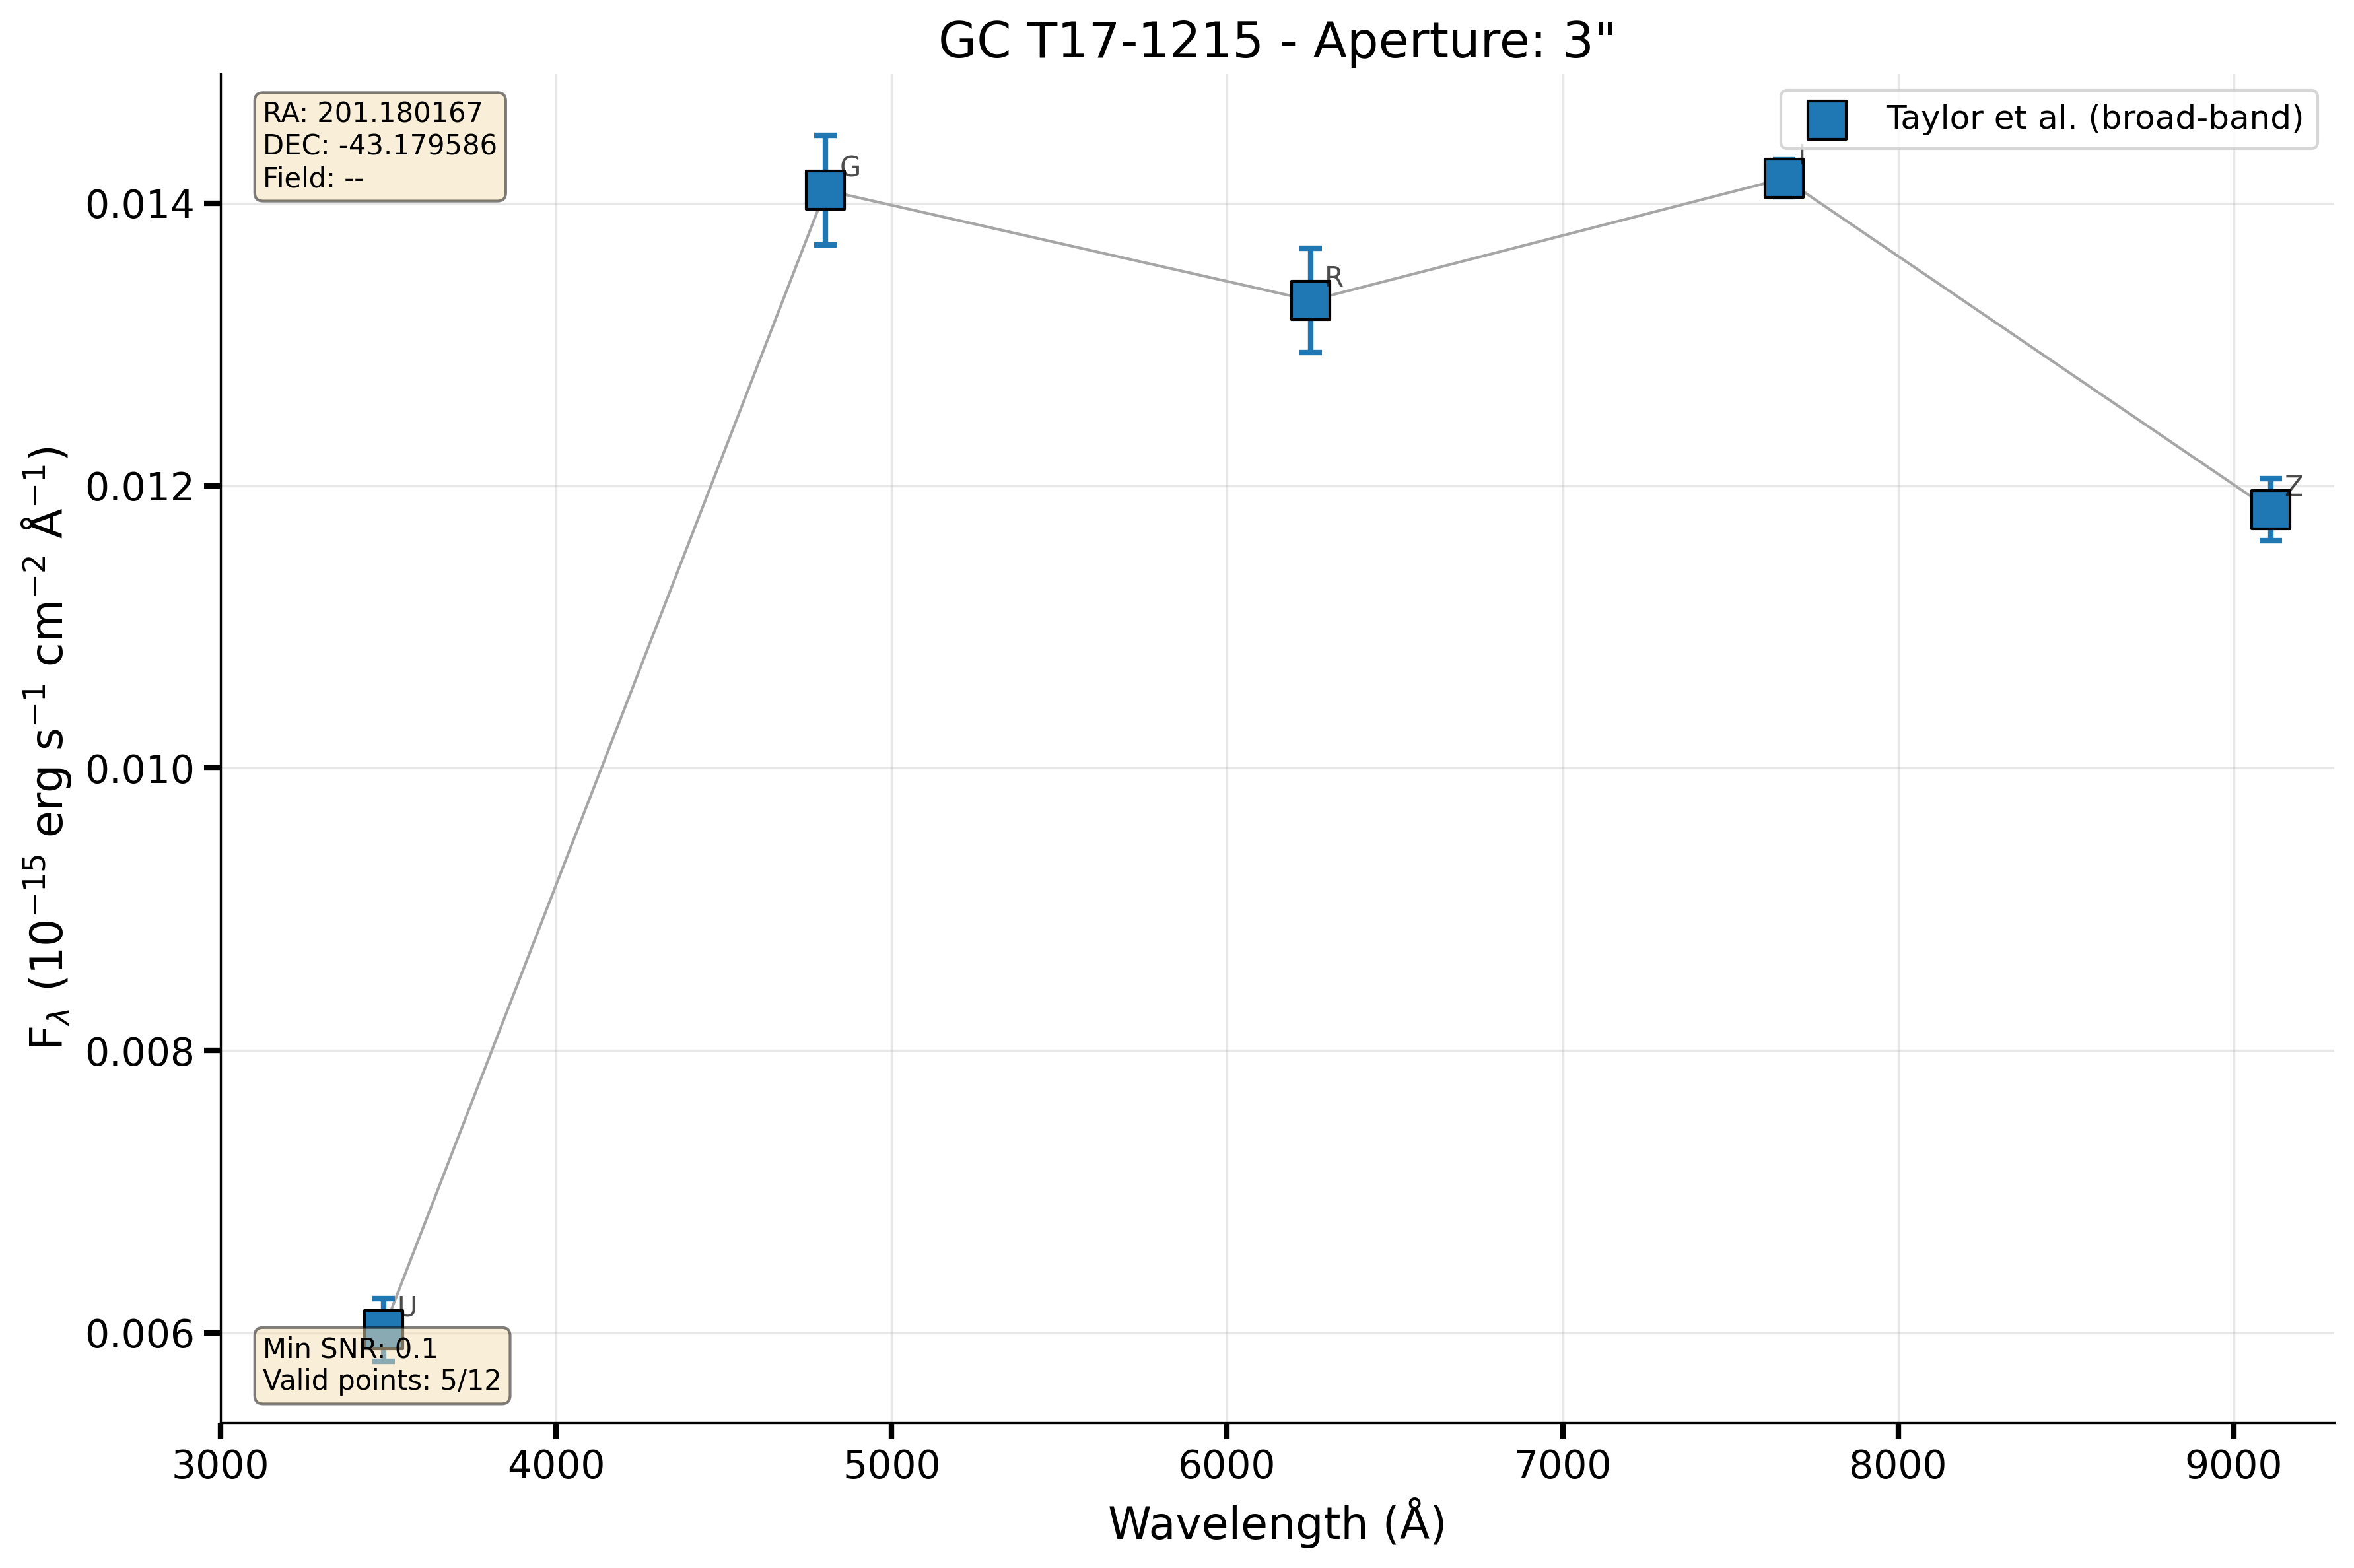 GC T17-1215 - Aperture: 3"
RA: 201.180167
DEC: -43.179586
Field: --
Taylor et al. (broad-band)
G
I
R
Z
U
Min SNR: 0.1
Valid points: 5/12
0.014
0.012
0.010
0.008
0.006
F_λ (10⁻¹⁵ erg s⁻¹ cm⁻² Å⁻¹)
3000 4000 5000 6000 7000 8000 9000
Wavelength (Å)